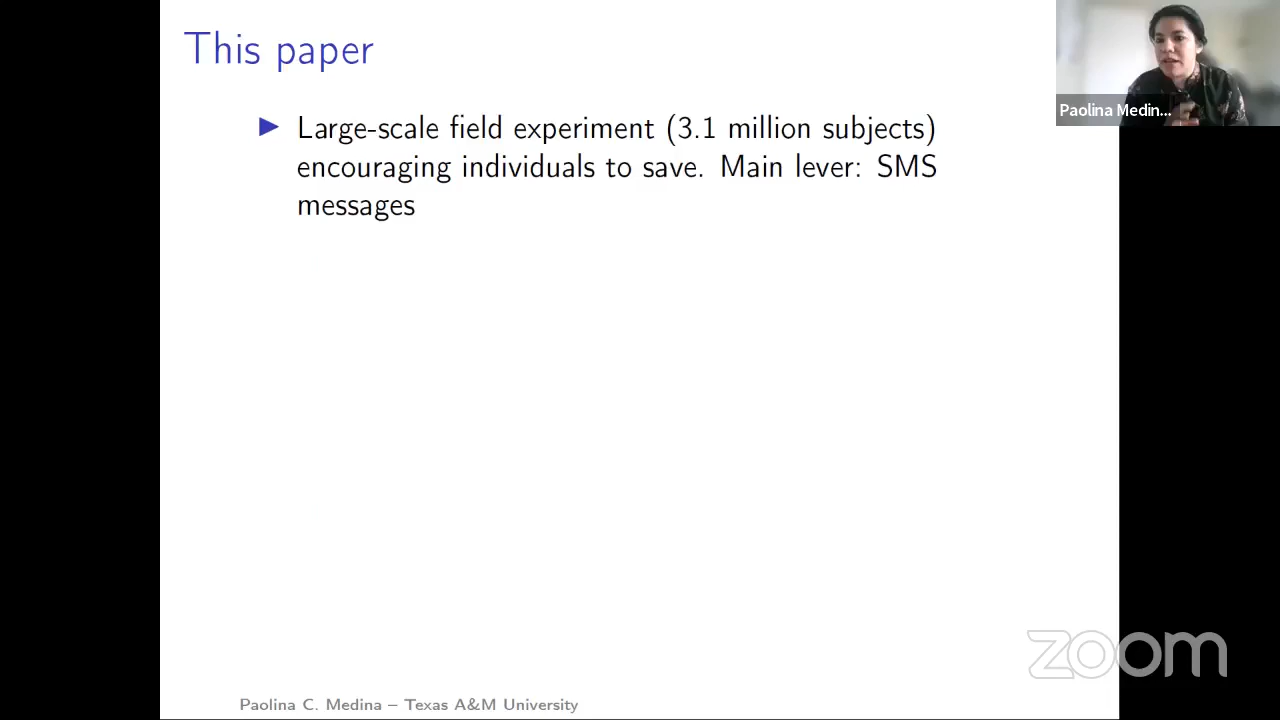 This paper
Paolina Medin...
▶ Large-scale field experiment (3.1 million subjects)
encouraging individuals to save. Main lever: SMS
messages
zoom
Paolina C. Medina – Texas A&M University